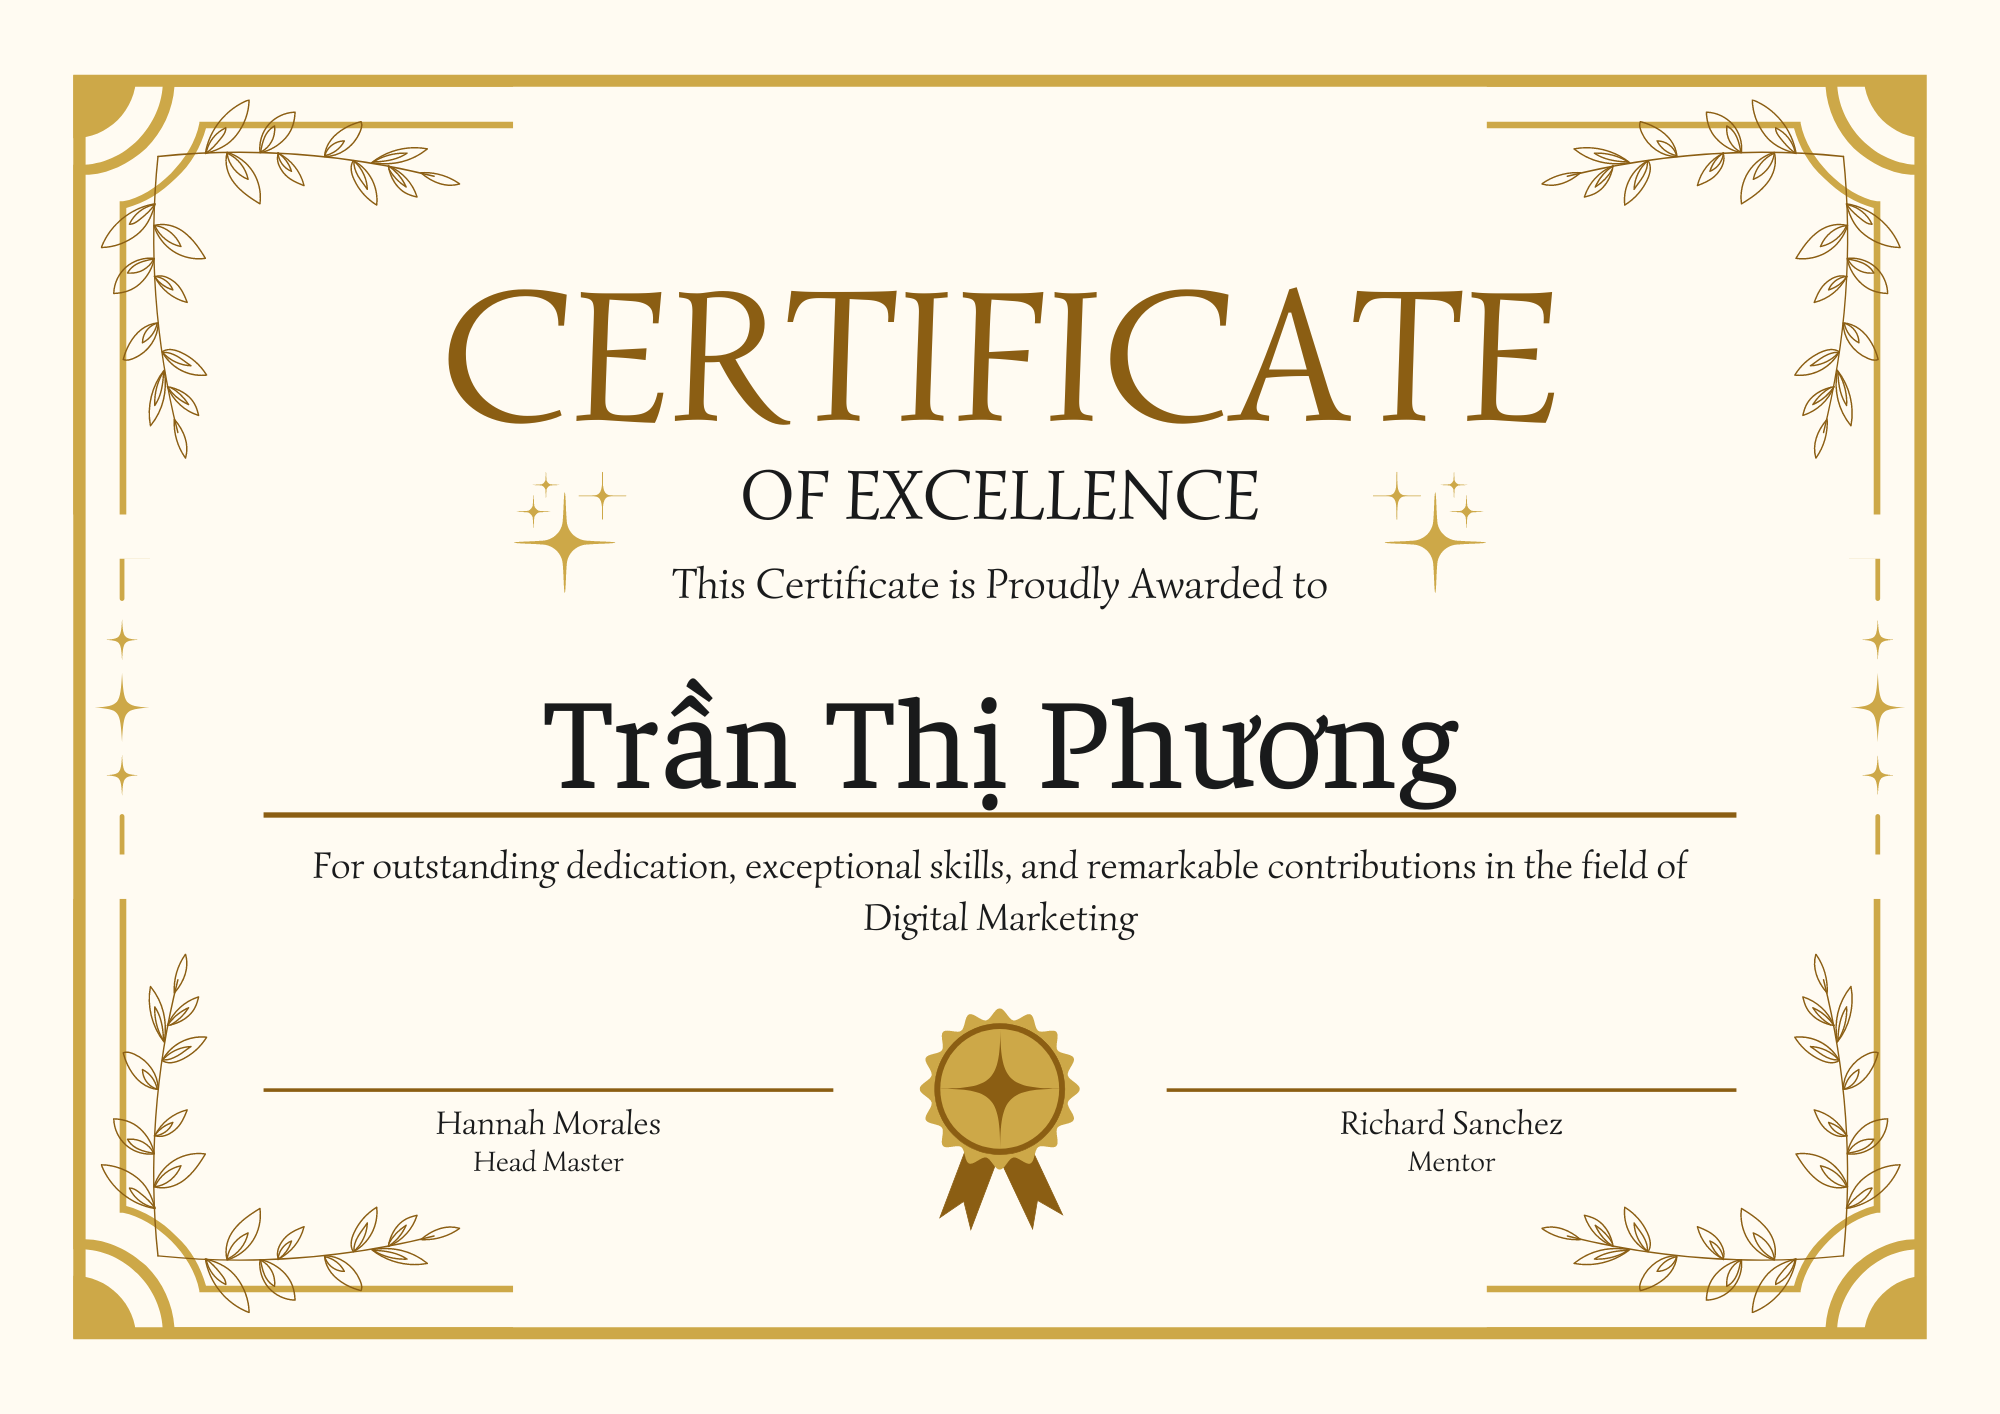 CERTIFICATE
OF EXCELLENCE
This Certificate is Proudly Awarded to
Trần Thị Phương
For outstanding dedication, exceptional skills, and remarkable contributions in the field of
Digital Marketing
Hannah Morales
Head Master
Richard Sanchez
Mentor